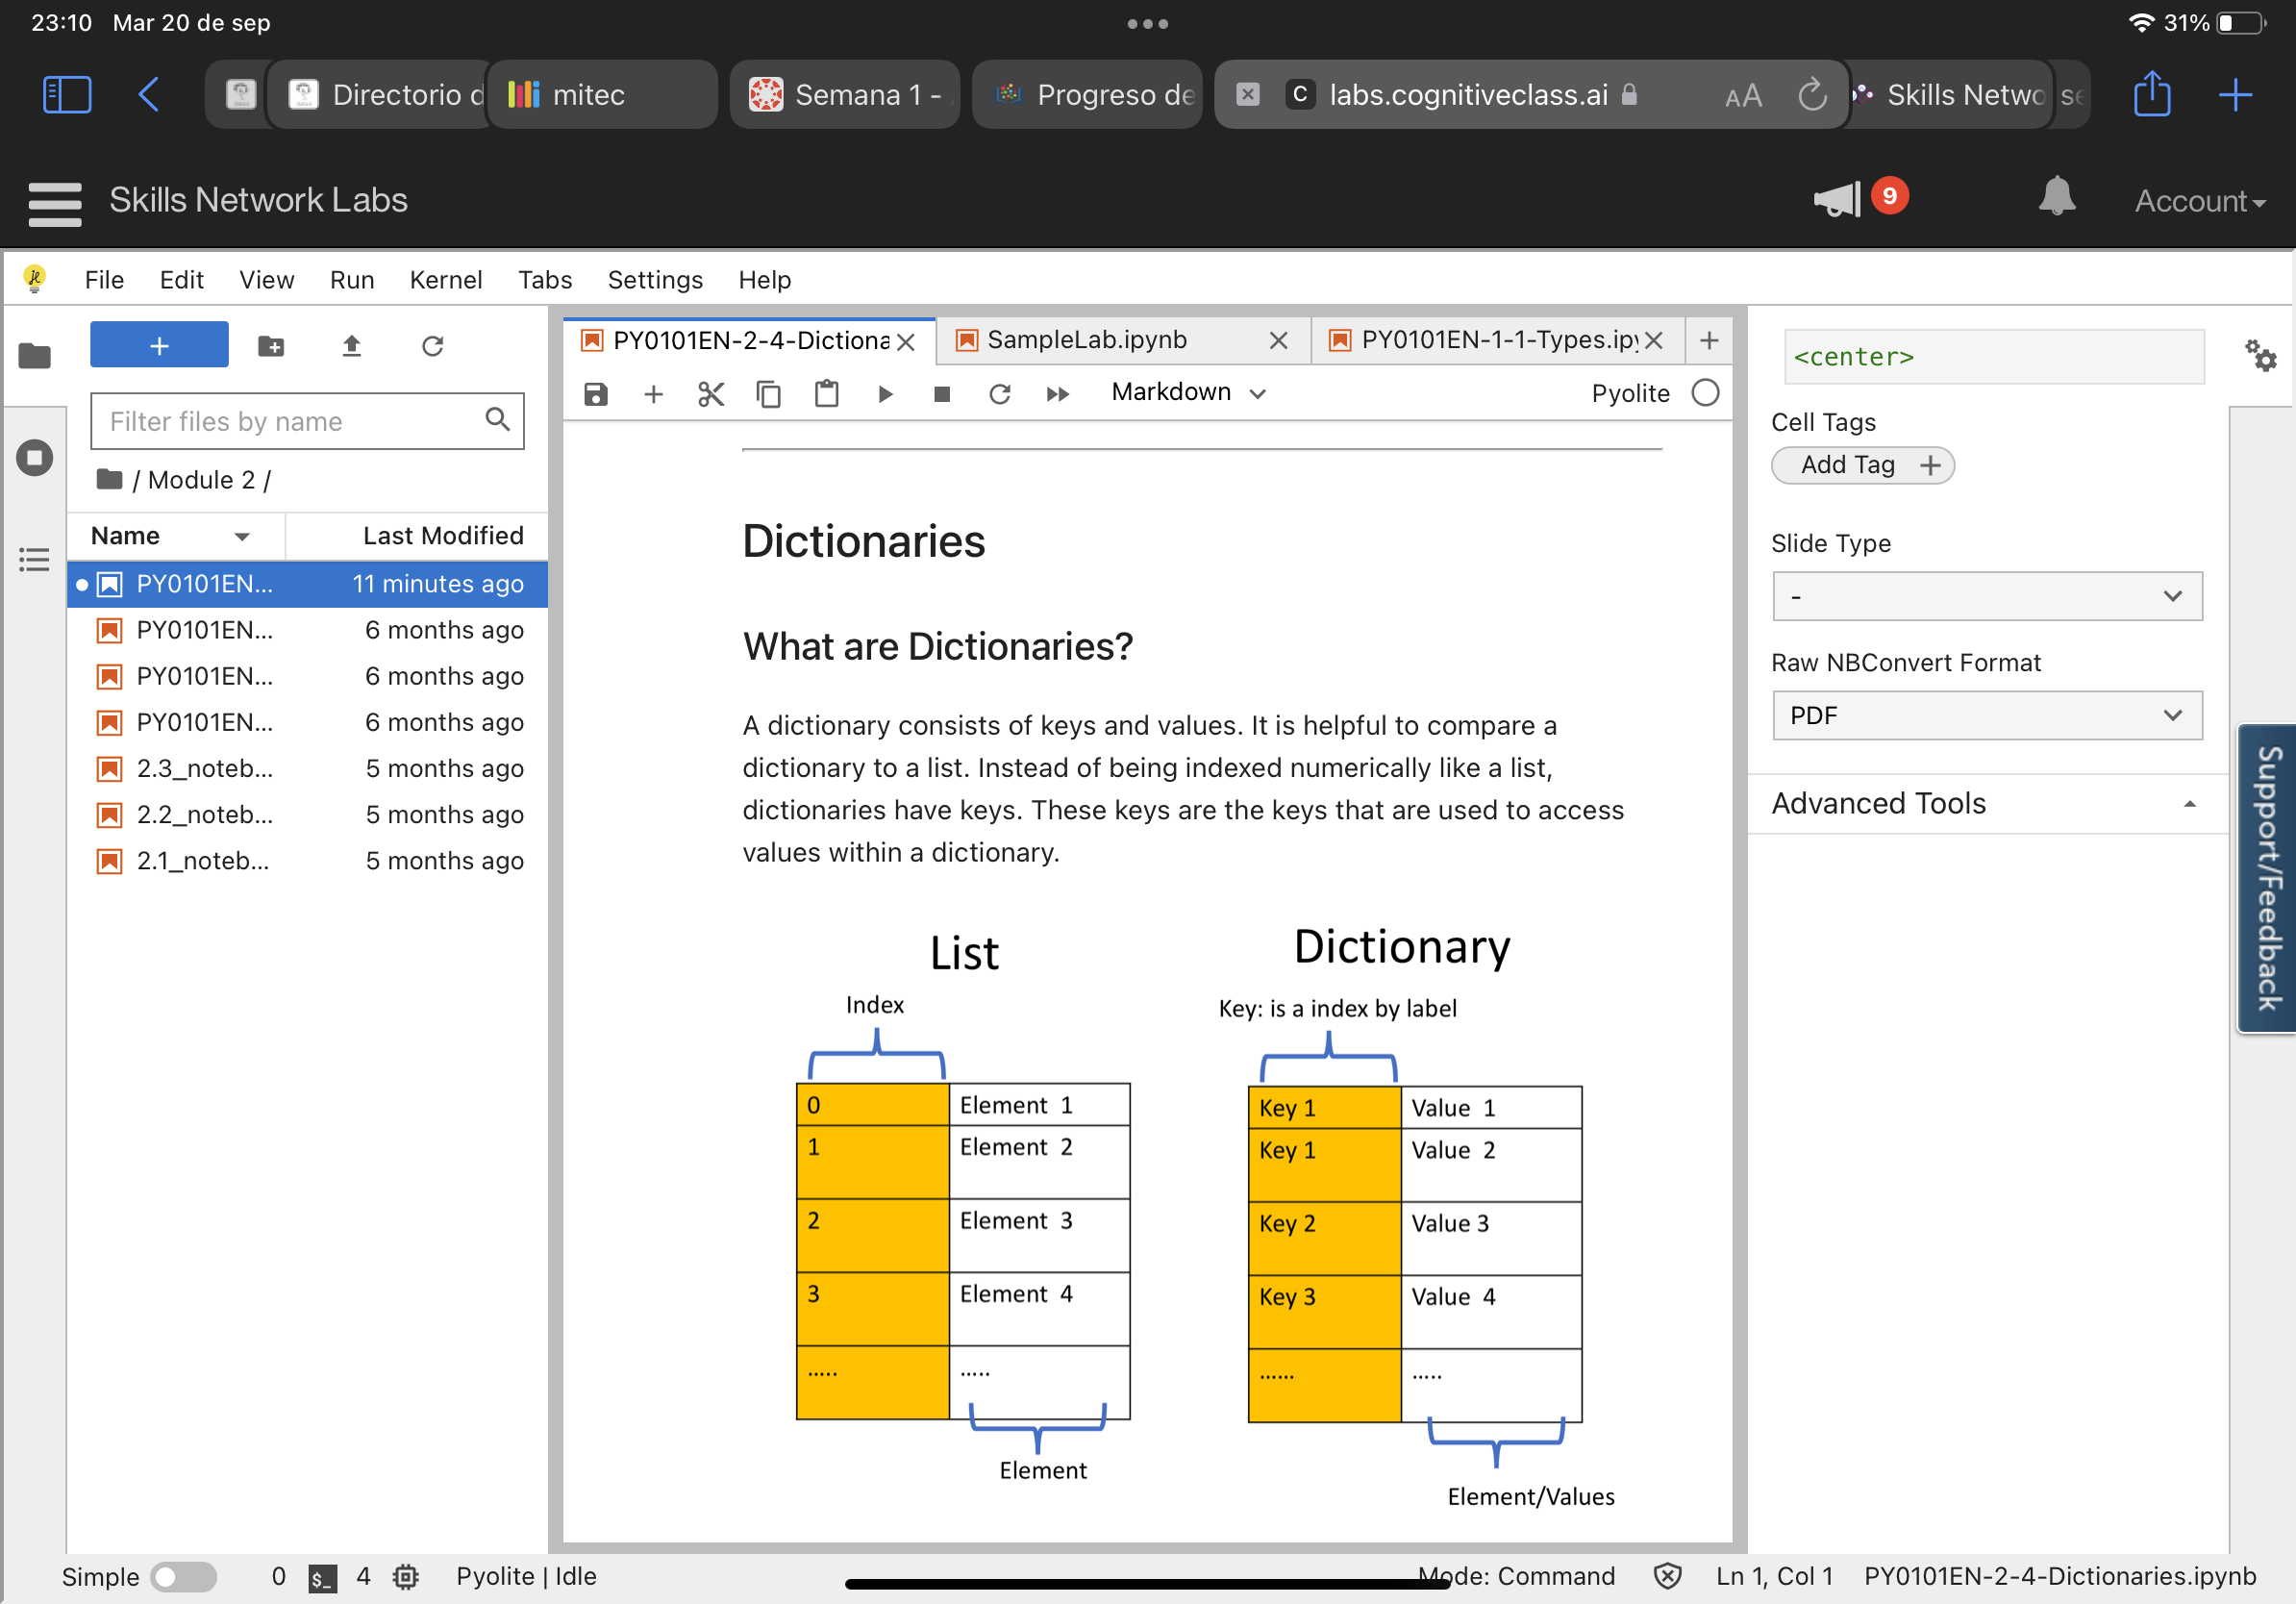 23:10 Mar 20 de sep
31%
Directorio d
mitec
Semana 1 -
Progreso de
labs.cognitiveclass.ai
AA
Skills Netwo
se
Skills Network Labs
9
Account
File Edit View Run Kernel Tabs Settings Help
PY0101EN-2-4-Dictiona
SampleLab.ipynb
PY0101EN-1-1-Types.ipy
Markdown
Pyolite
Filter files by name
/ Module 2 /
Name Last Modified
PY0101EN... 11 minutes ago
PY0101EN... 6 months ago
PY0101EN... 6 months ago
PY0101EN... 6 months ago
2.3_noteb... 5 months ago
2.2_noteb... 5 months ago
2.1_noteb... 5 months ago
Dictionaries
What are Dictionaries?
A dictionary consists of keys and values. It is helpful to compare a
dictionary to a list. Instead of being indexed numerically like a list,
dictionaries have keys. These keys are the keys that are used to access
values within a dictionary.
List
Index
0 Element 1
1 Element 2
2 Element 3
3 Element 4
..... .....
Element
Dictionary
Key: is a index by label
Key 1 Value 1
Key 1 Value 2
Key 2 Value 3
Key 3 Value 4
...... .....
Element/Values
<center>
Cell Tags
Add Tag +
Slide Type
-
Raw NBConvert Format
PDF
Advanced Tools
Support/Feedback
Simple 0 $_ 4 Pyolite | Idle
Mode: Command Ln 1, Col 1 PY0101EN-2-4-Dictionaries.ipynb